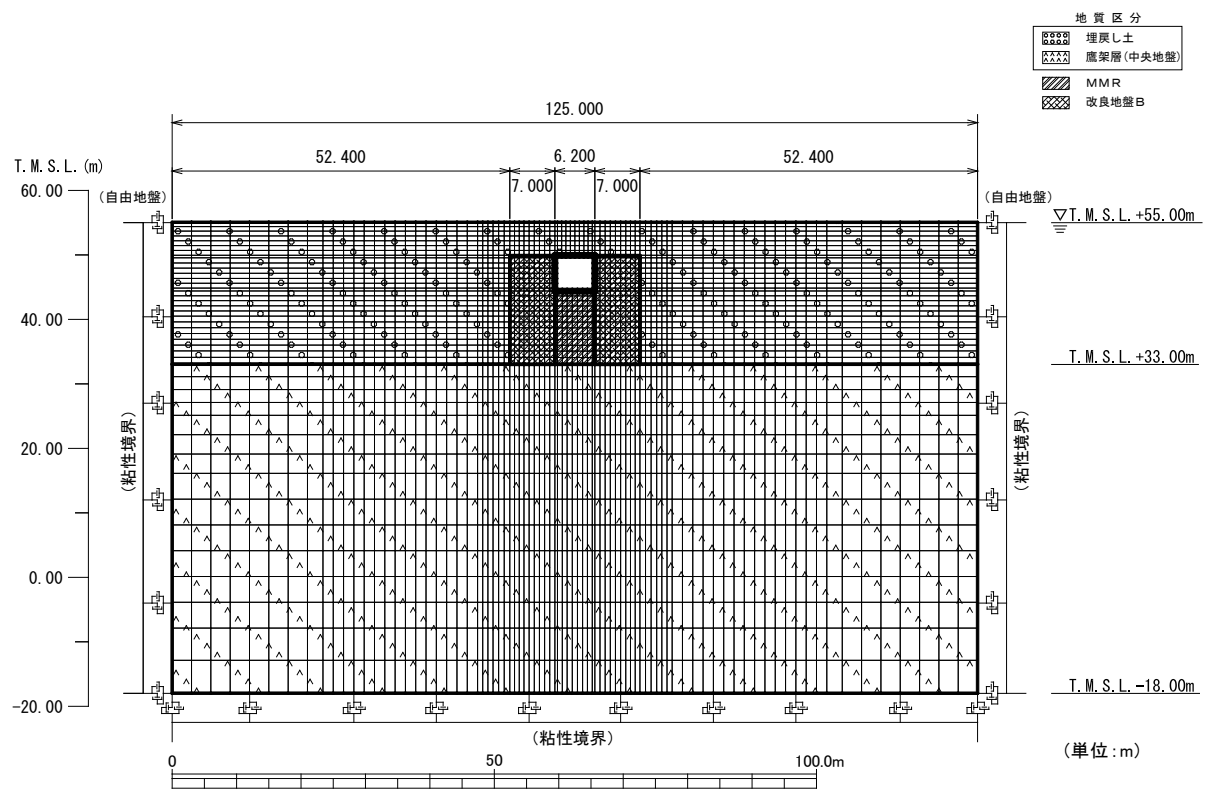 地質区分
埋戻し土
鷹架層(中央地盤)
MMR
改良地盤B
125.000
52.400
6.200
52.400
7.000
7.000
T.M.S.L.(m)
60.00
(自由地盤)
(自由地盤)
T.M.S.L.+55.00m
40.00
T.M.S.L.+33.00m
20.00
(粘性境界)
(粘性境界)
0.00
-20.00
T.M.S.L.-18.00m
(粘性境界)
(単位:m)
0
50
100.0m